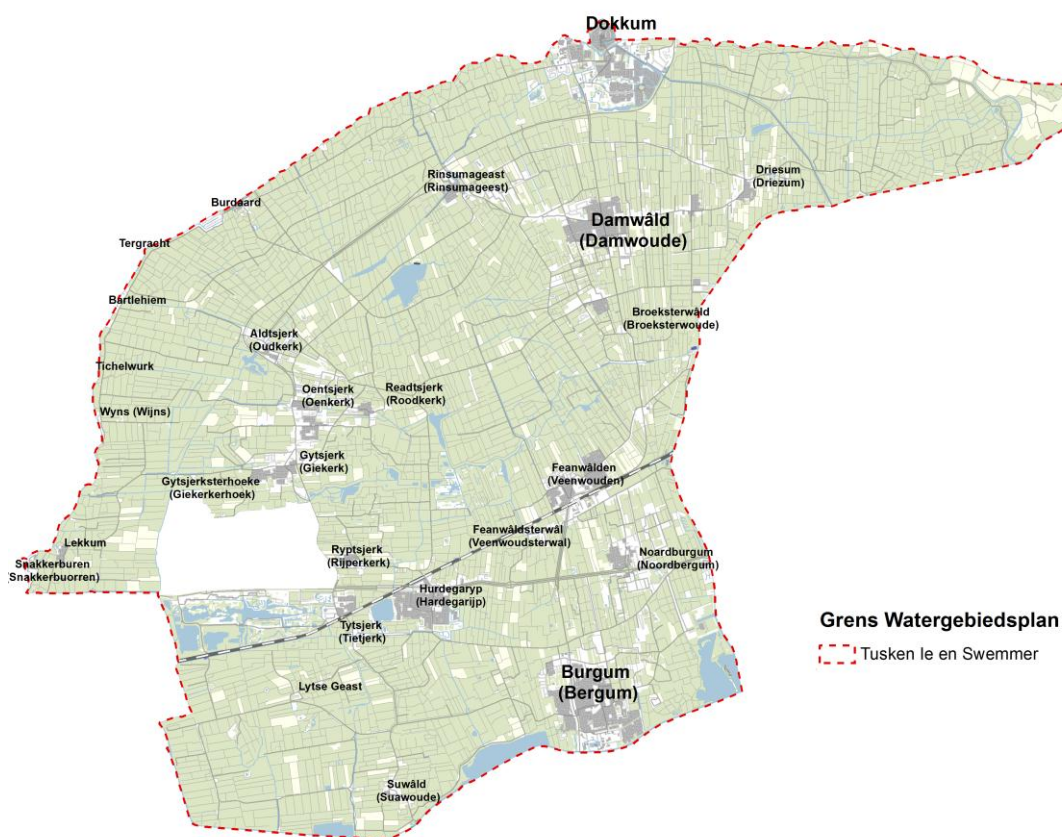 Dokkum
Driesum
(Driezum)
Rinsumageast
(Rinsumageest)
Burdaard
Damwâld
(Damwoude)
Tergracht
Bartlehiem
Broeksterwâld
(Broeksterwoude)
Aldtsjerk
(Oudkerk)
Tichelwurk
Oentsjerk
(Oenkerk)
Readtsjerk
(Roodkerk)
Wyns (Wijns)
Gytsjerk
(Giekerk)
Gytsjerksterhoeke
(Giekerkerhoek)
Feanwâlden
(Veenwouden)
Feanwâldsterwâl
(Veenwoudsterwal)
Lekkum
Snakkerburen
Snakkerbuorren)
Ryptsjerk
(Rijperkerk)
Noardburgum
(Noordbergum)
Hurdegaryp
(Hardegarijp)
Tytsjerk
(Tietjerk)
Grens Watergebiedsplan
Tusken Ie en Swemmer
Burgum
(Bergum)
Lytse Geast
Suwâld
(Suawoude)